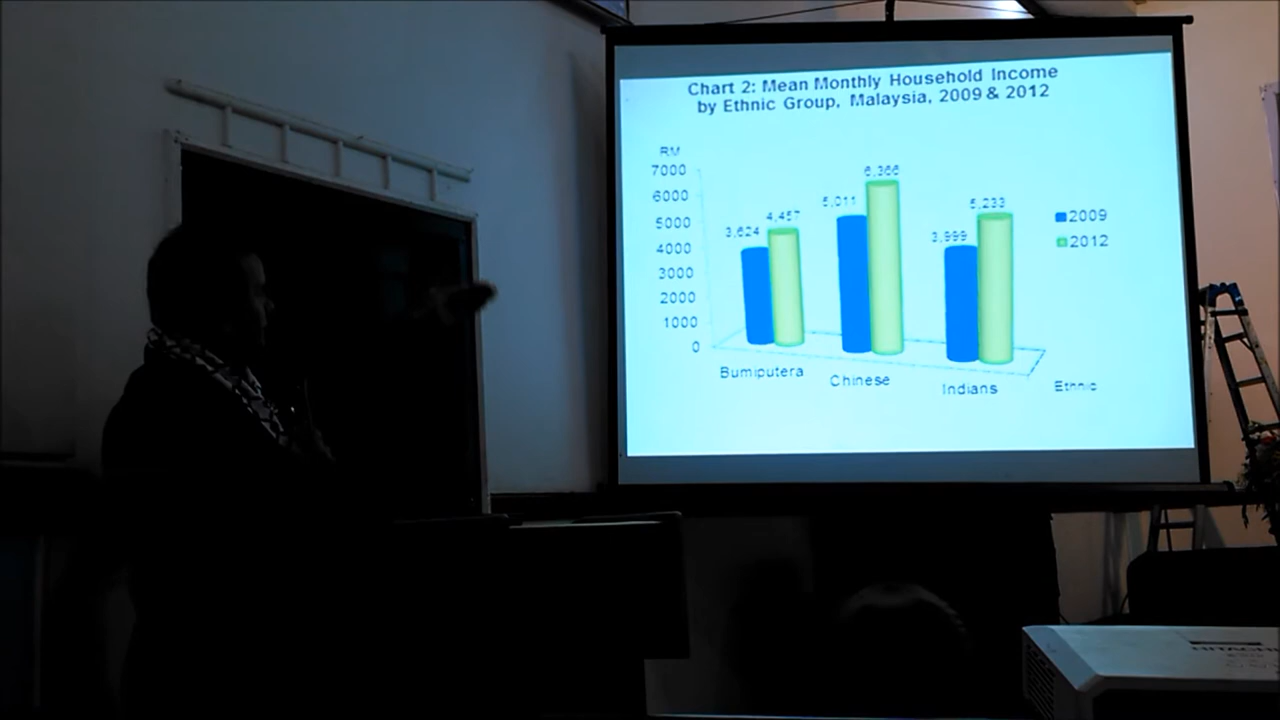 Chart 2: Mean Monthly Household Income
by Ethnic Group, Malaysia, 2009 & 2012
RM
7000
6000
5000
4000
3000
2000
1000
0
3,624
4,457
5,011
6,366
3,999
5,233
2009
2012
Bumiputera
Chinese
Indians
Ethnic
HITACHI